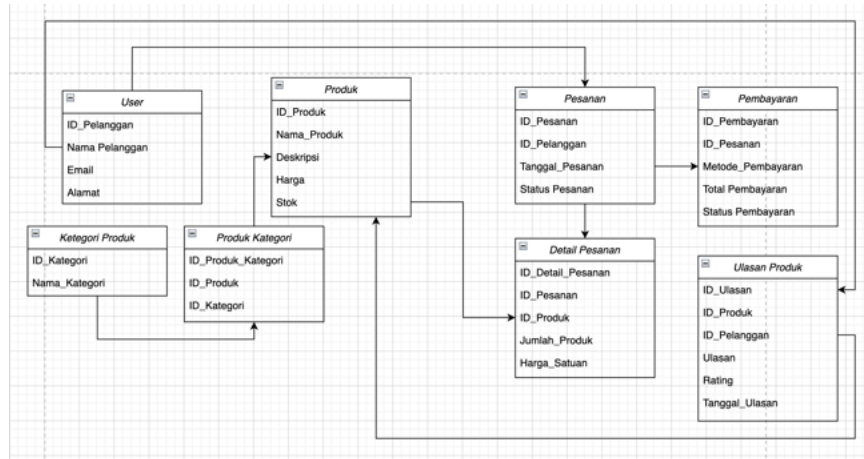 User
ID_Pelanggan
Nama Pelanggan
Email
Alamat
Produk
ID_Produk
Nama_Produk
Deskripsi
Harga
Stok
Pesanan
ID_Pesanan
ID_Pelanggan
Tanggal_Pesanan
Status Pesanan
Pembayaran
ID_Pembayaran
ID_Pesanan
Metode_Pembayaran
Total Pembayaran
Status Pembayaran
Ketegori Produk
ID_Kategori
Nama_Kategori
Produk Kategori
ID_Produk_Kategori
ID_Produk
ID_Kategori
Detail Pesanan
ID_Detail_Pesanan
ID_Pesanan
ID_Produk
Jumlah_Produk
Harga_Satuan
Ulasan Produk
ID_Ulasan
ID_Produk
ID_Pelanggan
Ulasan
Rating
Tanggal_Ulasan